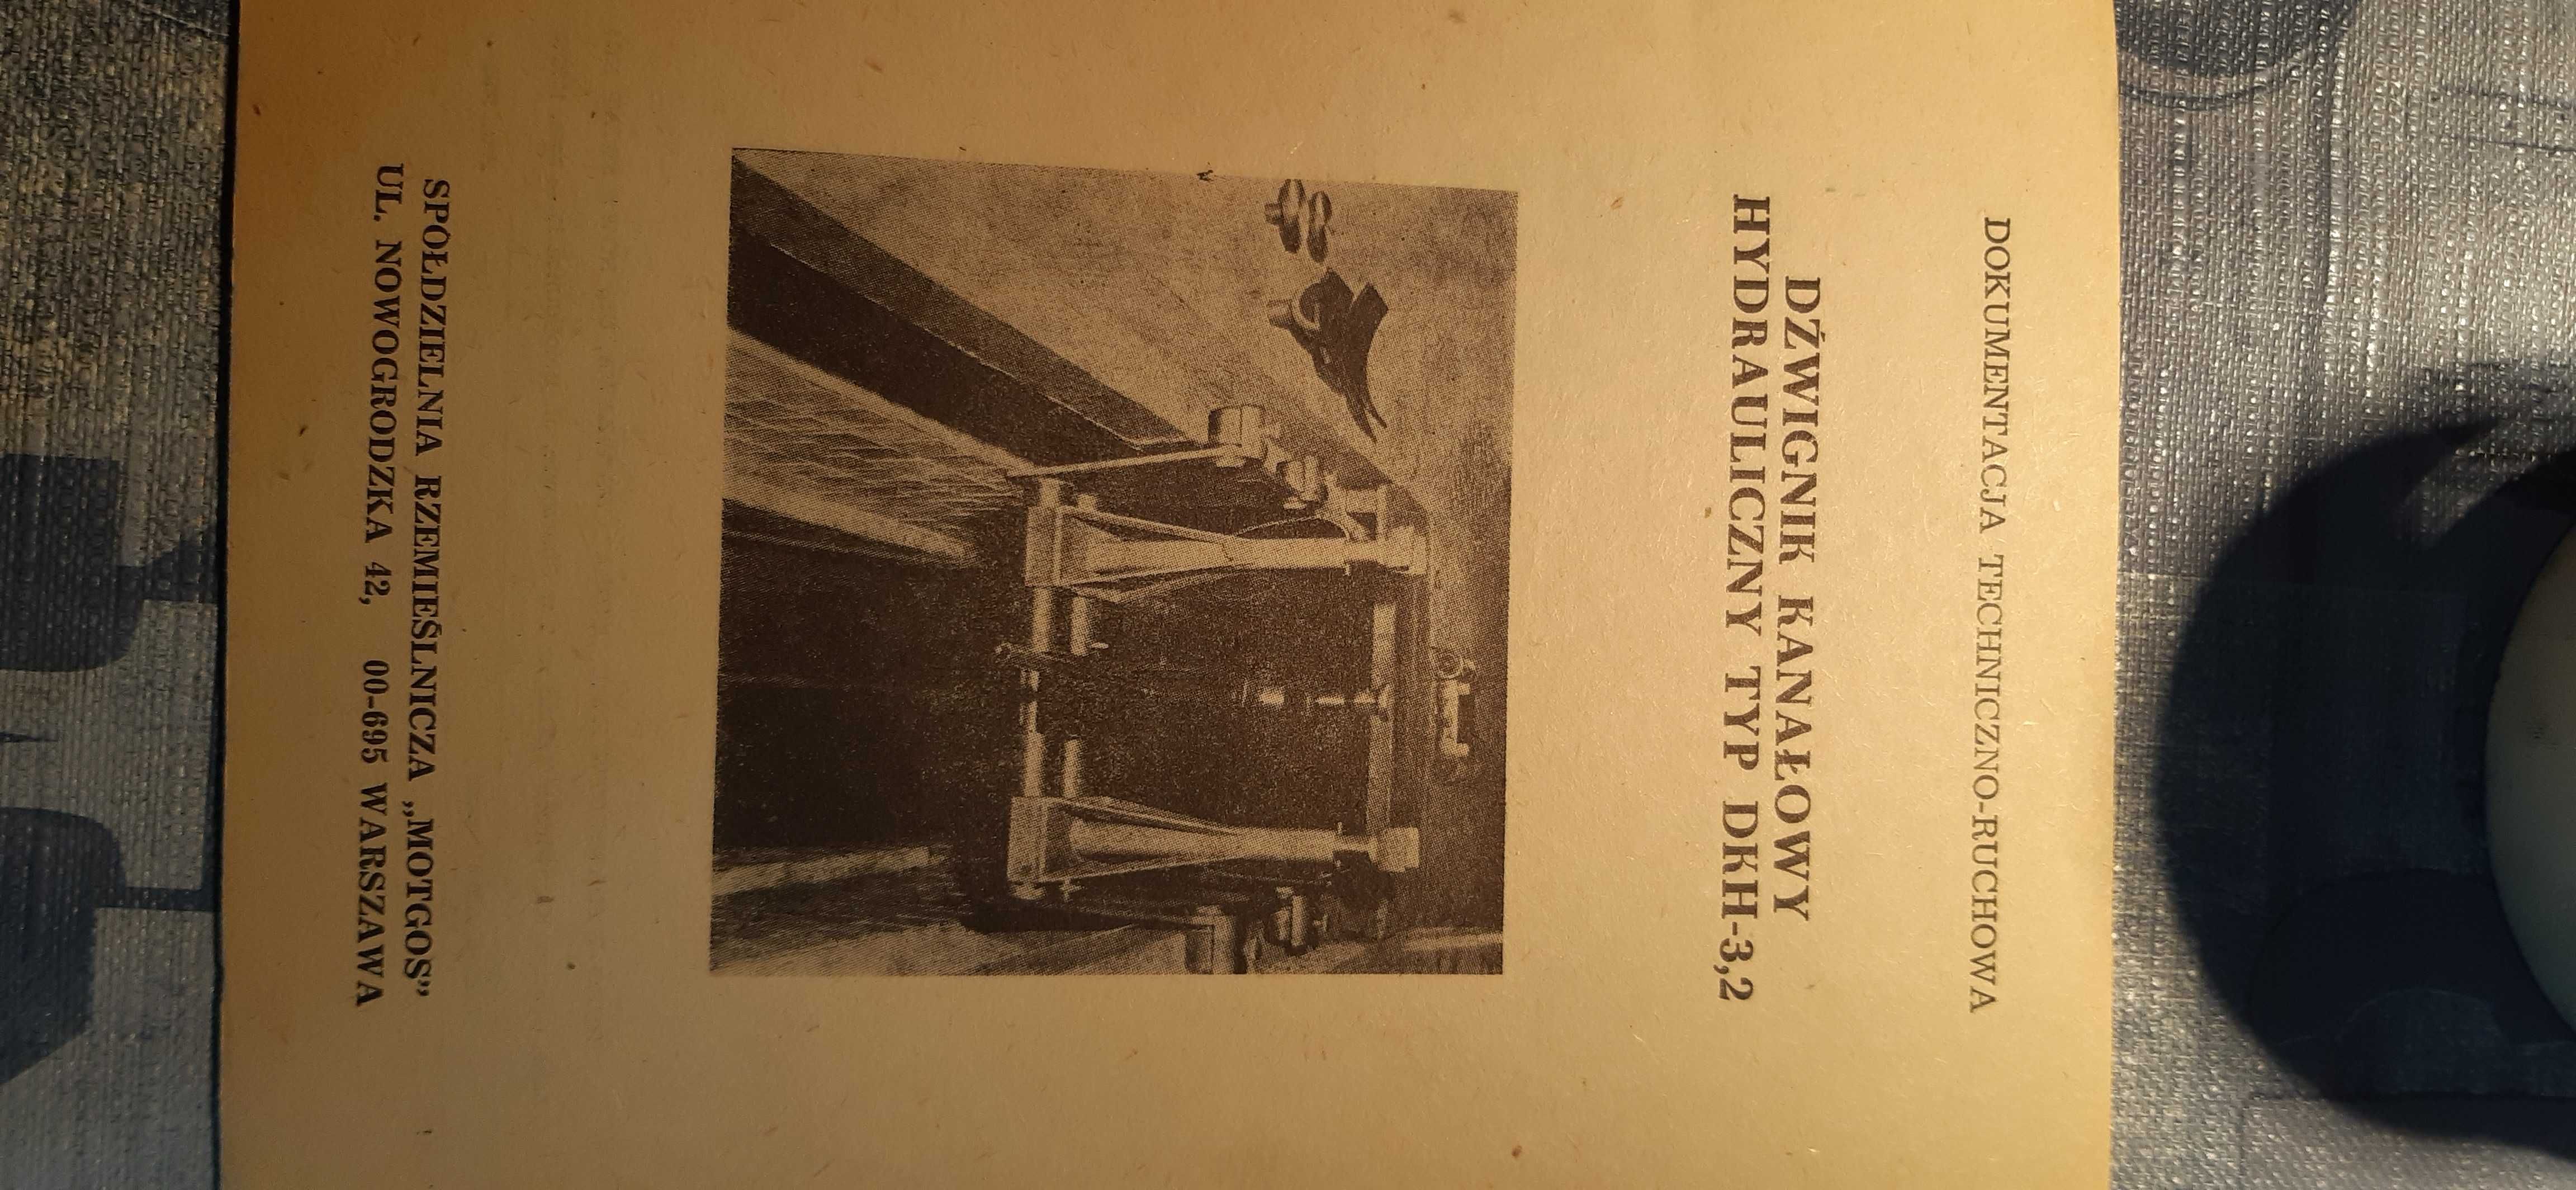 DOKUMENTACJA TECHNICZNO-RUCHOWA
DŹWIGNIK KANAŁOWY
HYDRAULICZNY TYP DKH-3,2
SPÓŁDZIELNIA RZEMIEŚLNICZA „MOTGOS”
UL. NOWOGRODZKA 42, 00-695 WARSZAWA